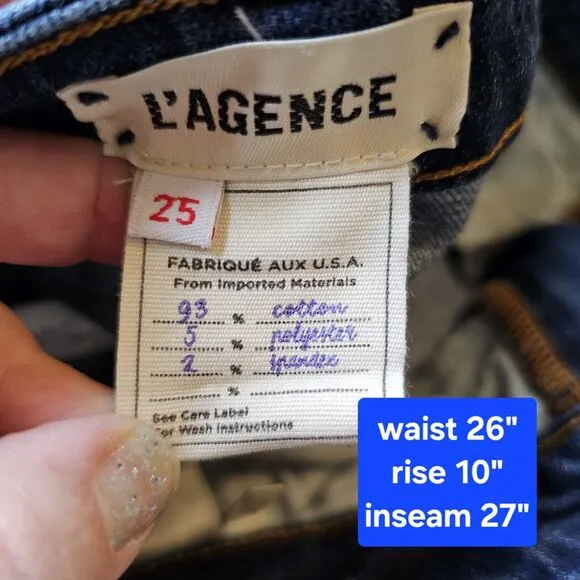 L'AGENCE
25
FABRIQUÉ AUX U.S.A.
From Imported Materials
93 % cotton
5 % polyester
2 % spandex
%
See Care Label
For Wash Instructions
waist 26"
rise 10"
inseam 27"